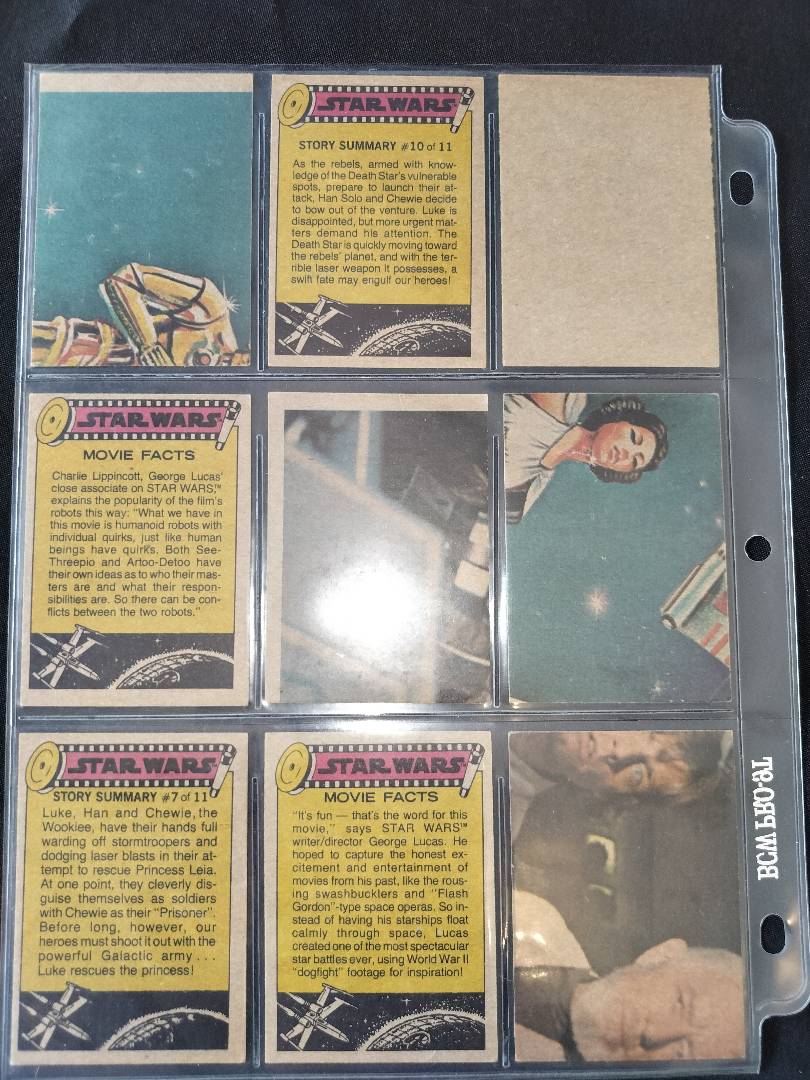 STAR WARS
STORY SUMMARY #10 of 11
As the rebels, armed with know-
ledge of the Death Star's vulnerable
spots, prepare to launch their at-
tack, Han Solo and Chewie decide
to bow out of the venture. Luke is
disappointed, but more urgent mat-
ters demand his attention. The
Death Star is quickly moving toward
the rebels' planet, and with the ter-
rible laser weapon it possesses, a
swift fate may engulf our heroes!
STAR WARS
MOVIE FACTS
Charlie Lippincott, George Lucas'
close associate on STAR WARS,™
explains the popularity of the film's
robots this way: "What we have in
this movie is humanoid robots with
individual quirks, just like human
beings have quirks. Both See-
Threepio and Artoo-Detoo have
their own ideas as to who their mas-
ters are and what their respon-
sibilities are. So there can be con-
flicts between the two robots."
STAR WARS
STORY SUMMARY #7 of 11
Luke, Han and Chewie, the
Wookiee, have their hands full
warding off stormtroopers and
dodging laser blasts in their at-
tempt to rescue Princess Leia.
At one point, they cleverly dis-
guise themselves as soldiers
with Chewie as their "Prisoner".
Before long, however, our
heroes must shoot it out with the
powerful Galactic army...
Luke rescues the princess!
STAR WARS
MOVIE FACTS
"It's fun — that's the word for this
movie," says STAR WARS™
writer/director George Lucas. He
hoped to capture the honest ex-
citement and entertainment of
movies from his past, like the rous-
ing swashbucklers and "Flash
Gordon"-type space operas. So in-
stead of having his starships float
calmly through space, Lucas
created one of the most spectacular
star battles ever, using World War II
"dogfight" footage for inspiration!
BCW PRO-9T